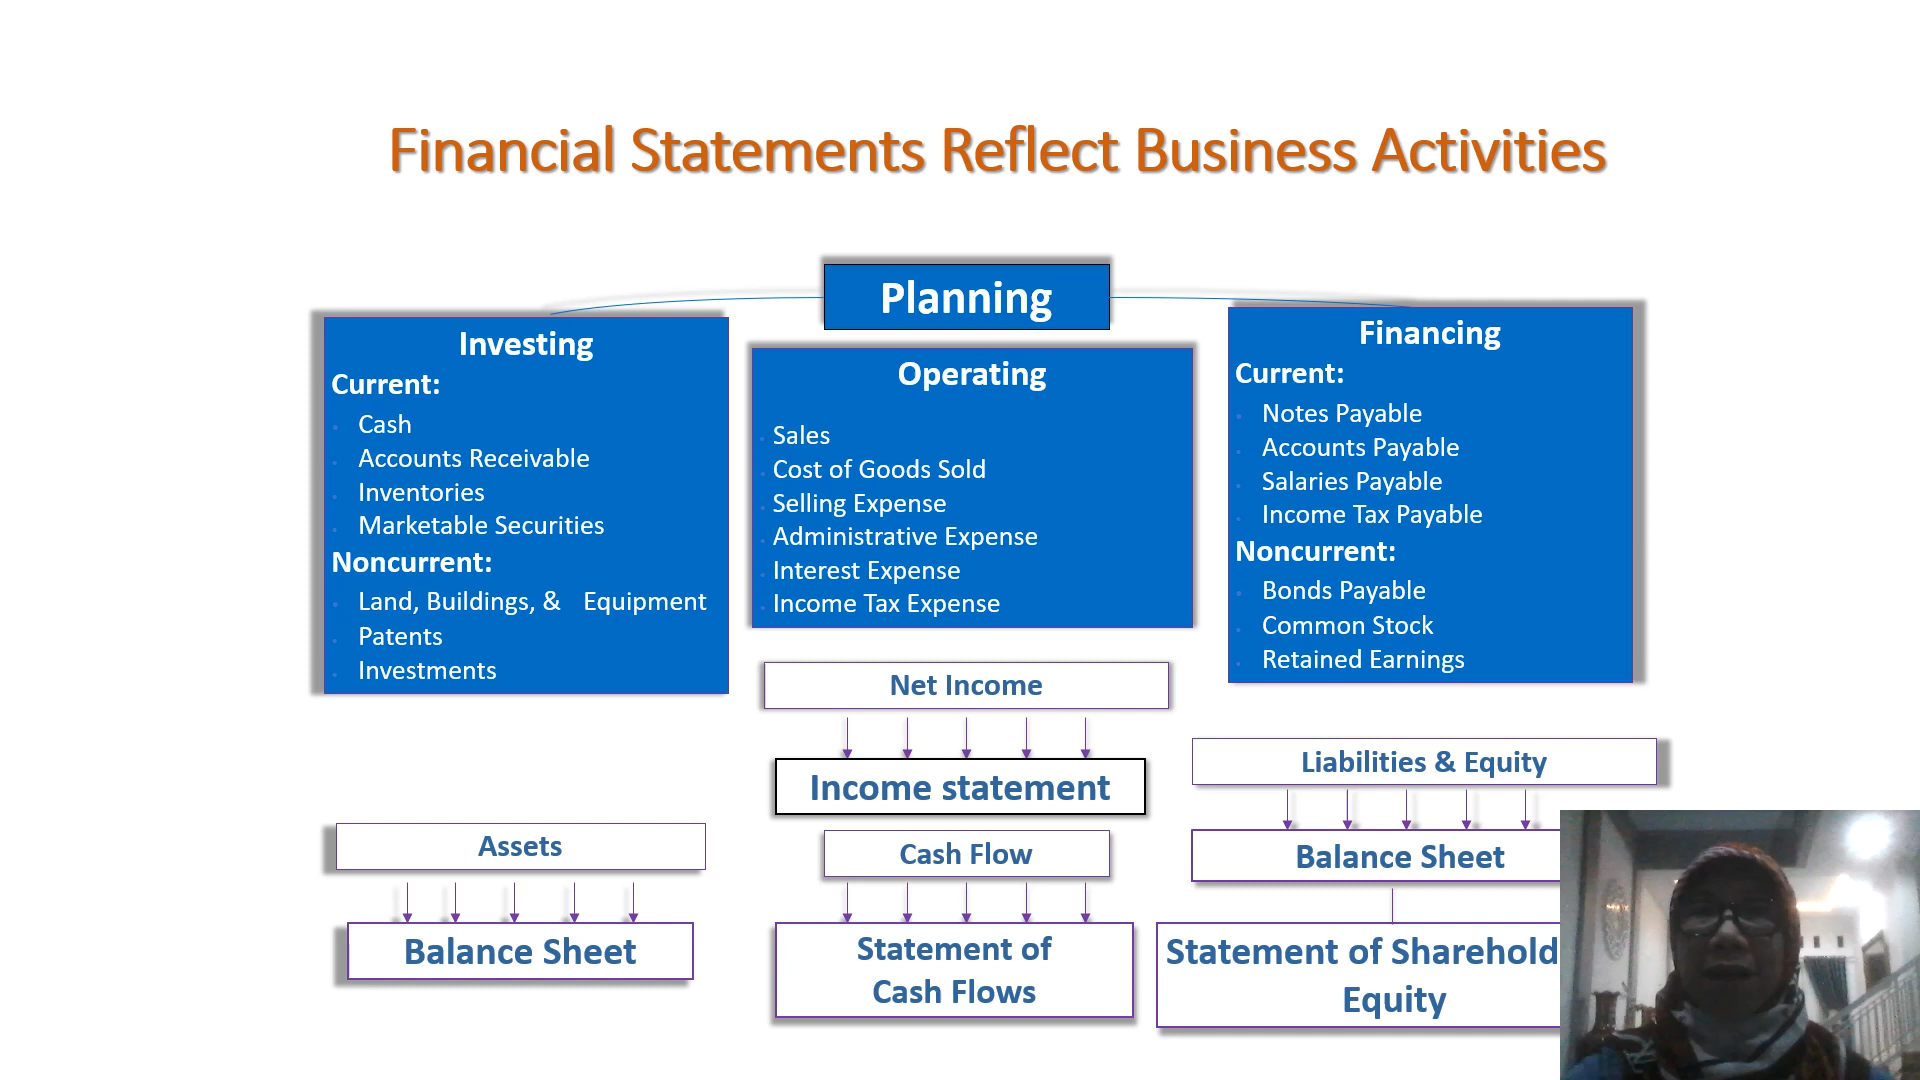 Financial Statements Reflect Business Activities
Planning
Investing
Current:
Cash
Accounts Receivable
Inventories
Marketable Securities
Noncurrent:
Land, Buildings, & Equipment
Patents
Investments
Operating
Sales
Cost of Goods Sold
Selling Expense
Administrative Expense
Interest Expense
Income Tax Expense
Financing
Current:
Notes Payable
Accounts Payable
Salaries Payable
Income Tax Payable
Noncurrent:
Bonds Payable
Common Stock
Retained Earnings
Net Income
Income statement
Cash Flow
Statement of
Cash Flows
Assets
Balance Sheet
Liabilities & Equity
Balance Sheet
Statement of
Equity